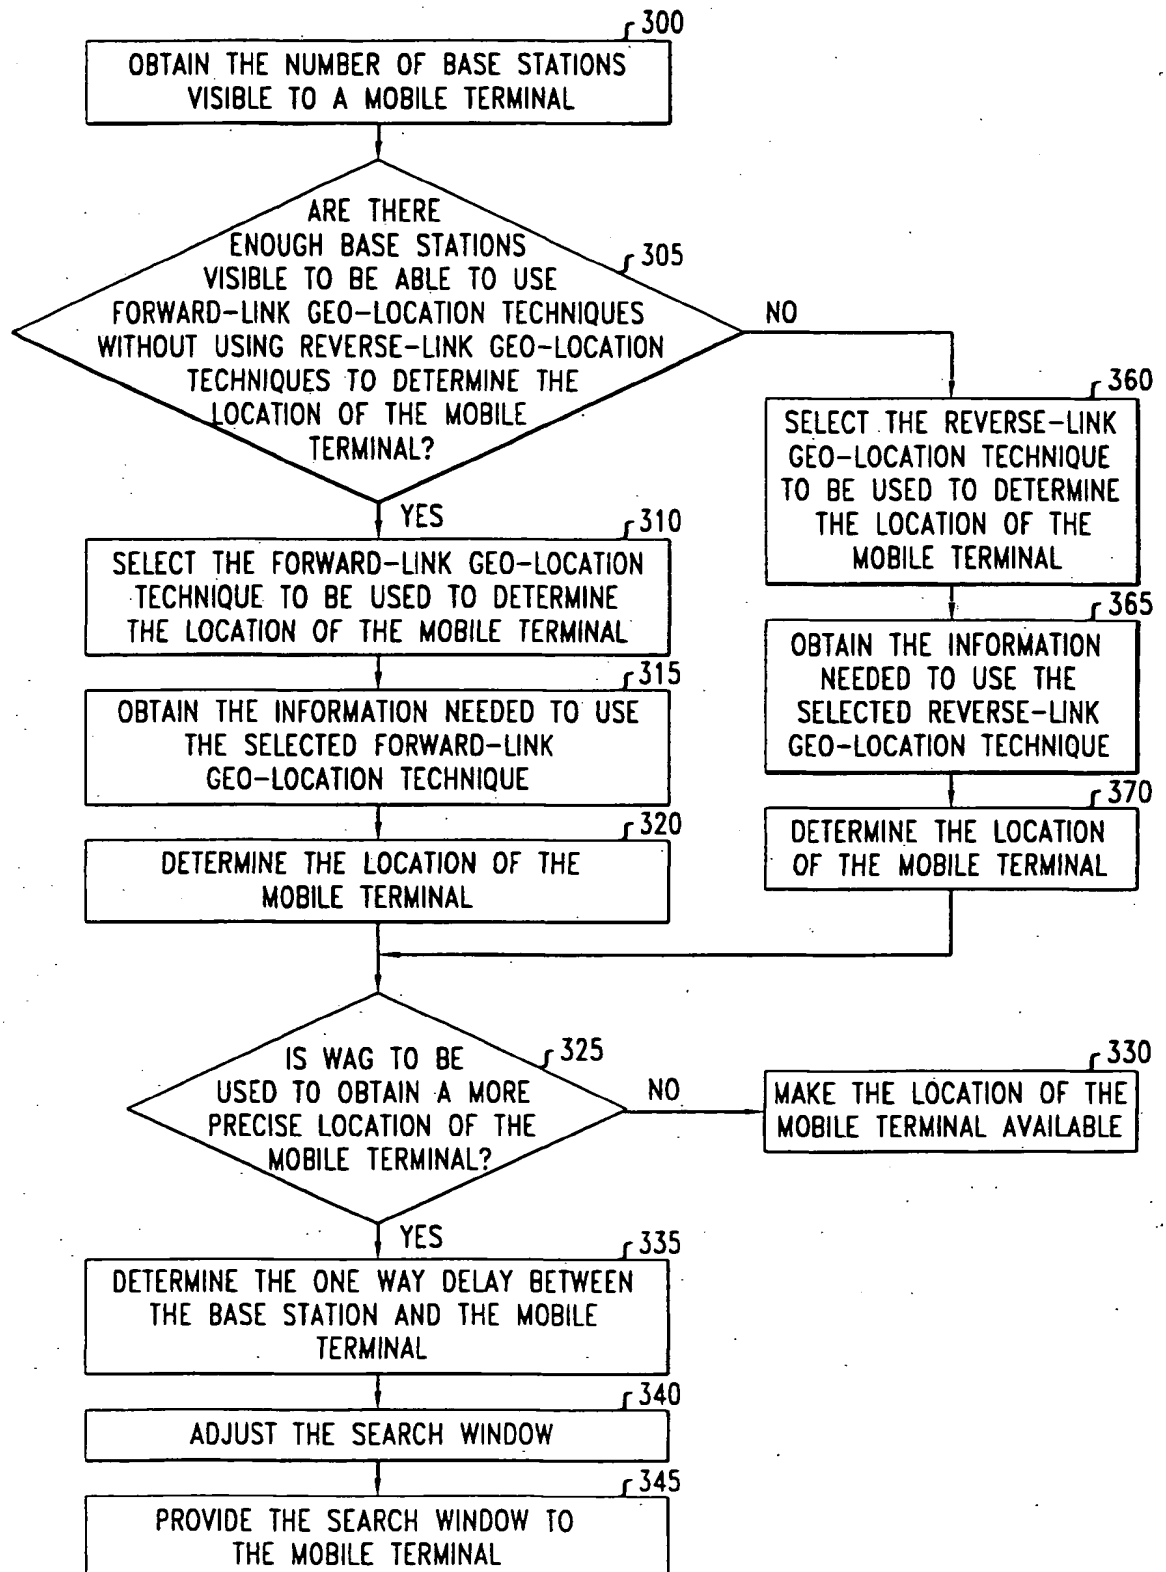 300
OBTAIN THE NUMBER OF BASE STATIONS
VISIBLE TO A MOBILE TERMINAL
ARE THERE
ENOUGH BASE STATIONS
VISIBLE TO BE ABLE TO USE
FORWARD-LINK GEO-LOCATION TECHNIQUES
WITHOUT USING REVERSE-LINK GEO-LOCATION
TECHNIQUES TO DETERMINE THE
LOCATION OF THE MOBILE
TERMINAL?
305
NO
YES
360
SELECT THE REVERSE-LINK
GEO-LOCATION TECHNIQUE
TO BE USED TO DETERMINE
THE LOCATION OF THE
MOBILE TERMINAL
310
SELECT THE FORWARD-LINK GEO-LOCATION
TECHNIQUE TO BE USED TO DETERMINE
THE LOCATION OF THE MOBILE TERMINAL
365
OBTAIN THE INFORMATION
NEEDED TO USE THE
SELECTED REVERSE-LINK
GEO-LOCATION TECHNIQUE
315
OBTAIN THE INFORMATION NEEDED TO USE
THE SELECTED FORWARD-LINK
GEO-LOCATION TECHNIQUE
370
DETERMINE THE LOCATION
OF THE MOBILE TERMINAL
320
DETERMINE THE LOCATION OF THE
MOBILE TERMINAL
IS WAG TO BE
USED TO OBTAIN A MORE
PRECISE LOCATION OF THE
MOBILE TERMINAL?
325
NO
330
MAKE THE LOCATION OF THE
MOBILE TERMINAL AVAILABLE
YES
335
DETERMINE THE ONE WAY DELAY BETWEEN
THE BASE STATION AND THE MOBILE
TERMINAL
340
ADJUST THE SEARCH WINDOW
345
PROVIDE THE SEARCH WINDOW TO
THE MOBILE TERMINAL